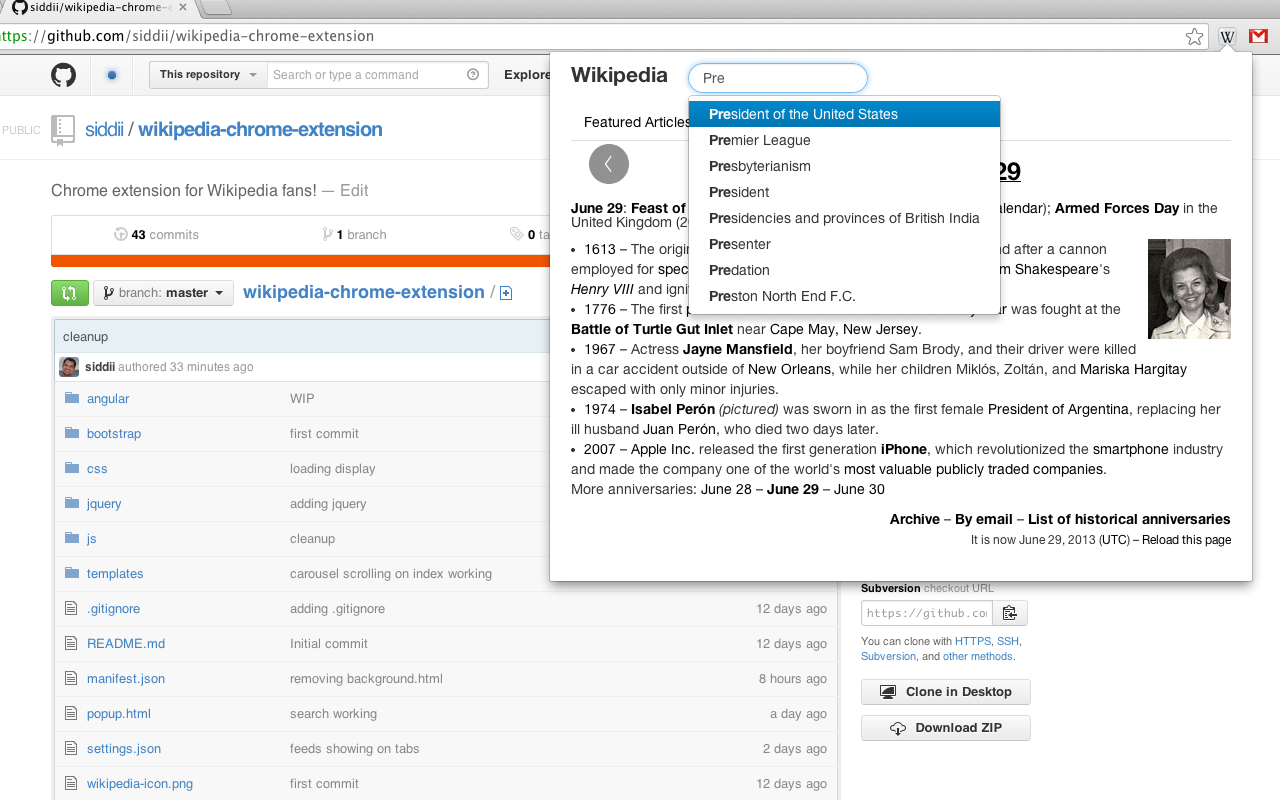 siddii/wikipedia-chrome-e
https://github.com/siddii/wikipedia-chrome-extension
This repository
Search or type a command
Explore
PUBLIC
siddii / wikipedia-chrome-extension
Chrome extension for Wikipedia fans! — Edit
43 commits
1 branch
0 ta
branch: master
wikipedia-chrome-extension /
cleanup
siddii authored 33 minutes ago
angular WIP
bootstrap first commit
css loading display
jquery adding jquery
js cleanup
templates carousel scrolling on index working
.gitignore adding .gitignore 12 days ago
README.md Initial commit 12 days ago
manifest.json removing background.html 8 hours ago
popup.html search working a day ago
settings.json feeds showing on tabs 2 days ago
wikipedia-icon.png first commit 12 days ago
W
Wikipedia
Pre
President of the United States
Premier League
Presbyterianism
President
Presidencies and provinces of British India
Presenter
Predation
Preston North End F.C.
Featured Articles
29
June 29: Feast of alendar); Armed Forces Day in the
United Kingdom (2
• 1613 – The origin d after a cannon
employed for spec m Shakespeare's
Henry VIII and igni
• 1776 – The first was fought at the
Battle of Turtle Gut Inlet near Cape May, New Jersey.
• 1967 – Actress Jayne Mansfield, her boyfriend Sam Brody, and their driver were killed
in a car accident outside of New Orleans, while her children Miklós, Zoltán, and Mariska Hargitay
escaped with only minor injuries.
• 1974 – Isabel Perón (pictured) was sworn in as the first female President of Argentina, replacing her
ill husband Juan Perón, who died two days later.
• 2007 – Apple Inc. released the first generation iPhone, which revolutionized the smartphone industry
and made the company one of the world's most valuable publicly traded companies.
More anniversaries: June 28 – June 29 – June 30
Archive – By email – List of historical anniversaries
It is now June 29, 2013 (UTC) – Reload this page
Subversion checkout URL
https://github.com
You can clone with HTTPS, SSH,
Subversion, and other methods.
Clone in Desktop
Download ZIP